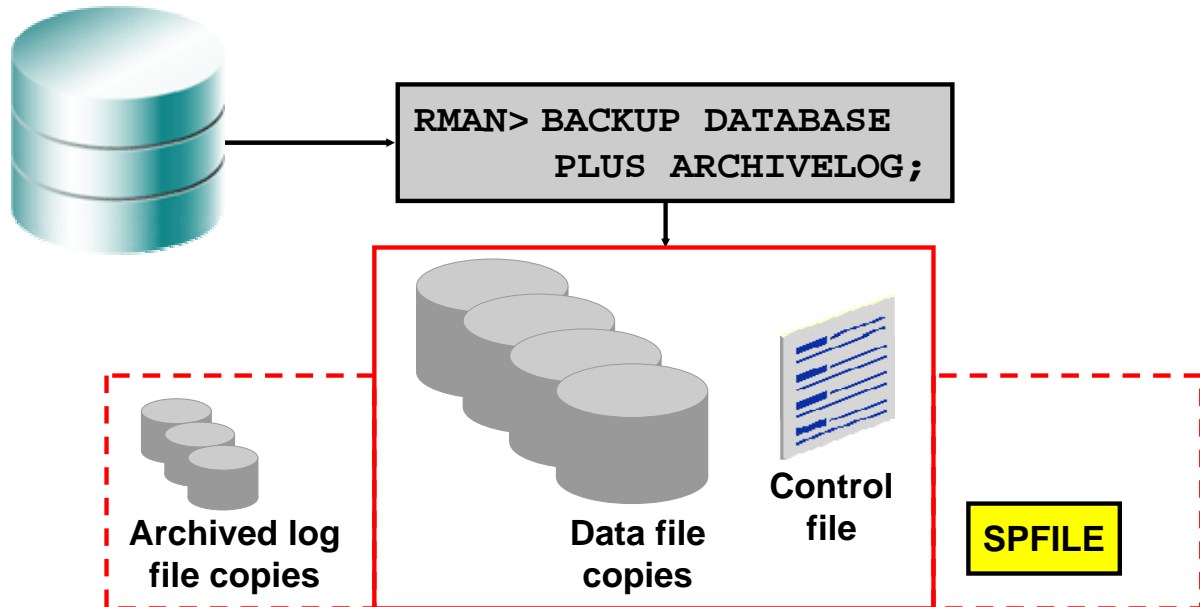 RMAN> BACKUP DATABASE
PLUS ARCHIVELOG;
Archived log
file copies
Data file
copies
Control
file
SPFILE